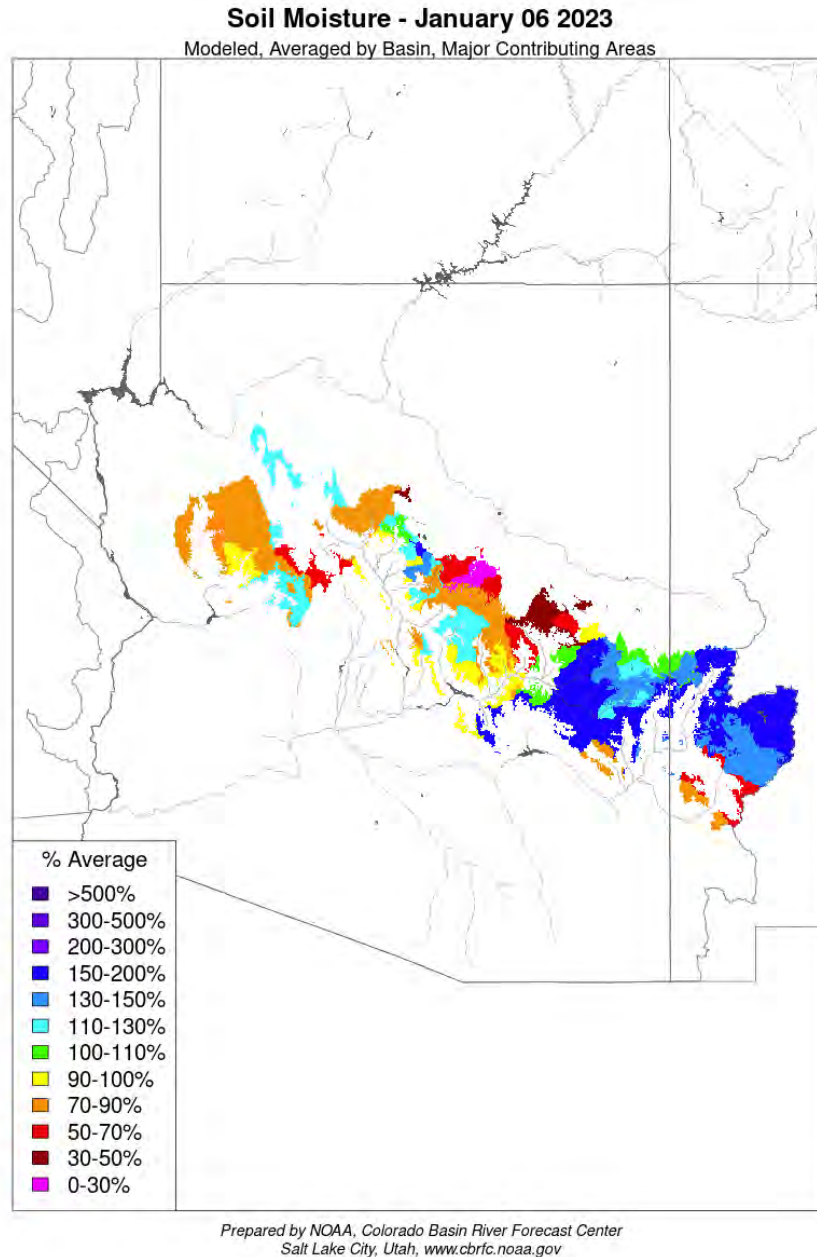 Soil Moisture - January 06 2023
Modeled, Averaged by Basin, Major Contributing Areas
% Average
>500%
300-500%
200-300%
150-200%
130-150%
110-130%
100-110%
90-100%
70-90%
50-70%
30-50%
0-30%
Prepared by NOAA, Colorado Basin River Forecast Center
Salt Lake City, Utah, www.cbrfc.noaa.gov